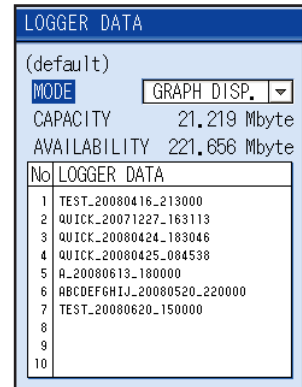 LOGGER DATA
(default)
MODE GRAPH DISP.
CAPACITY 21.219 Mbyte
AVAILABILITY 221.656 Mbyte
No LOGGER DATA
1 TEST_20080416_213000
2 QUICK_20071227_163113
3 QUICK_20080424_183046
4 QUICK_20080425_084538
5 A_20080613_180000
6 ABCDEFGHIJ_20080520_220000
7 TEST_20080620_150000
8
9
10